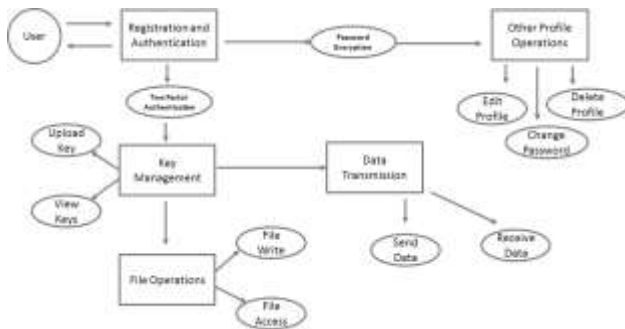 User
Registration and
Authentication
Password
Encryption
Other Profile
Operations
Two Factor
Authentication
Edit
Profile
Delete
Profile
Change
Password
Upload
Key
Key
Management
Data
Transmission
View
Keys
File Operations
File
Write
File
Access
Send
Data
Receive
Data